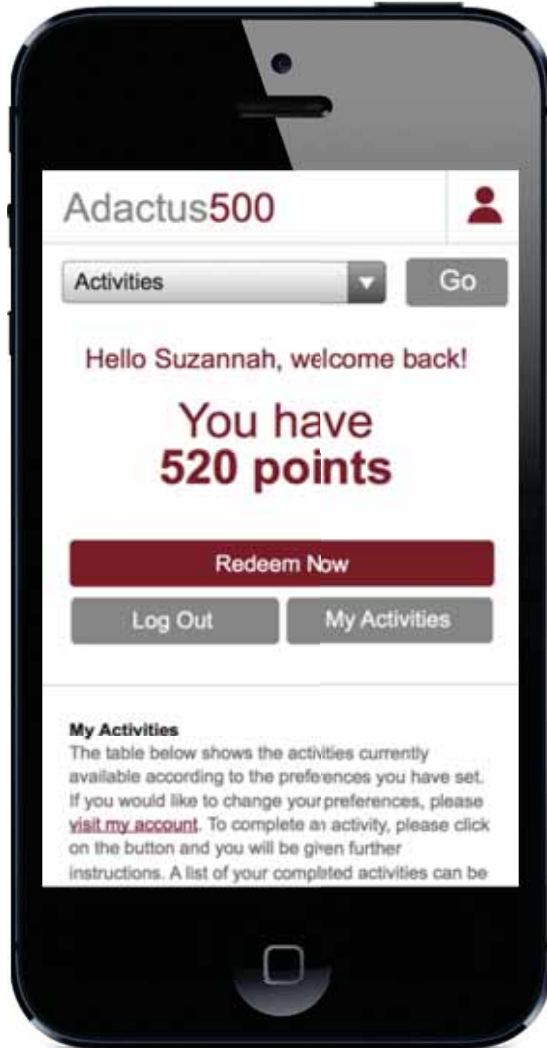 Adactus500
Activities
Go
Hello Suzannah, welcome back!
You have
520 points
Redeem Now
Log Out
My Activities
My Activities
The table below shows the activities currently
available according to the preferences you have set.
If you would like to change your preferences, please
visit my account. To complete an activity, please click
on the button and you will be given further
instructions. A list of your completed activities can be